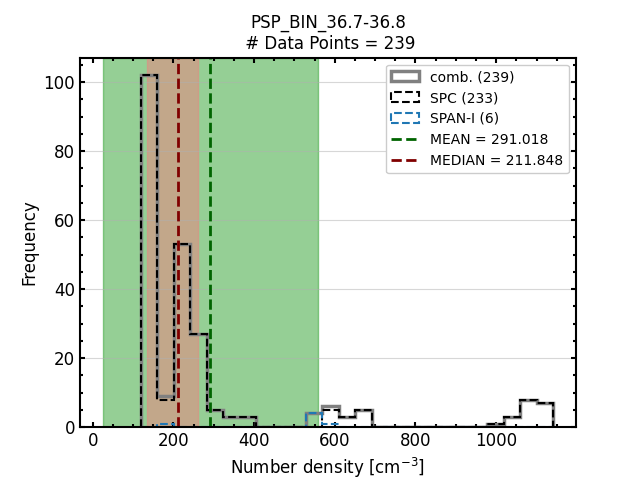 PSP_BIN_36.7-36.8
# Data Points = 239
comb. (239)
SPC (233)
SPAN-I (6)
MEAN = 291.018
MEDIAN = 211.848
Frequency
100
80
60
40
20
0
0 200 400 600 800 1000
Number density [cm⁻³]